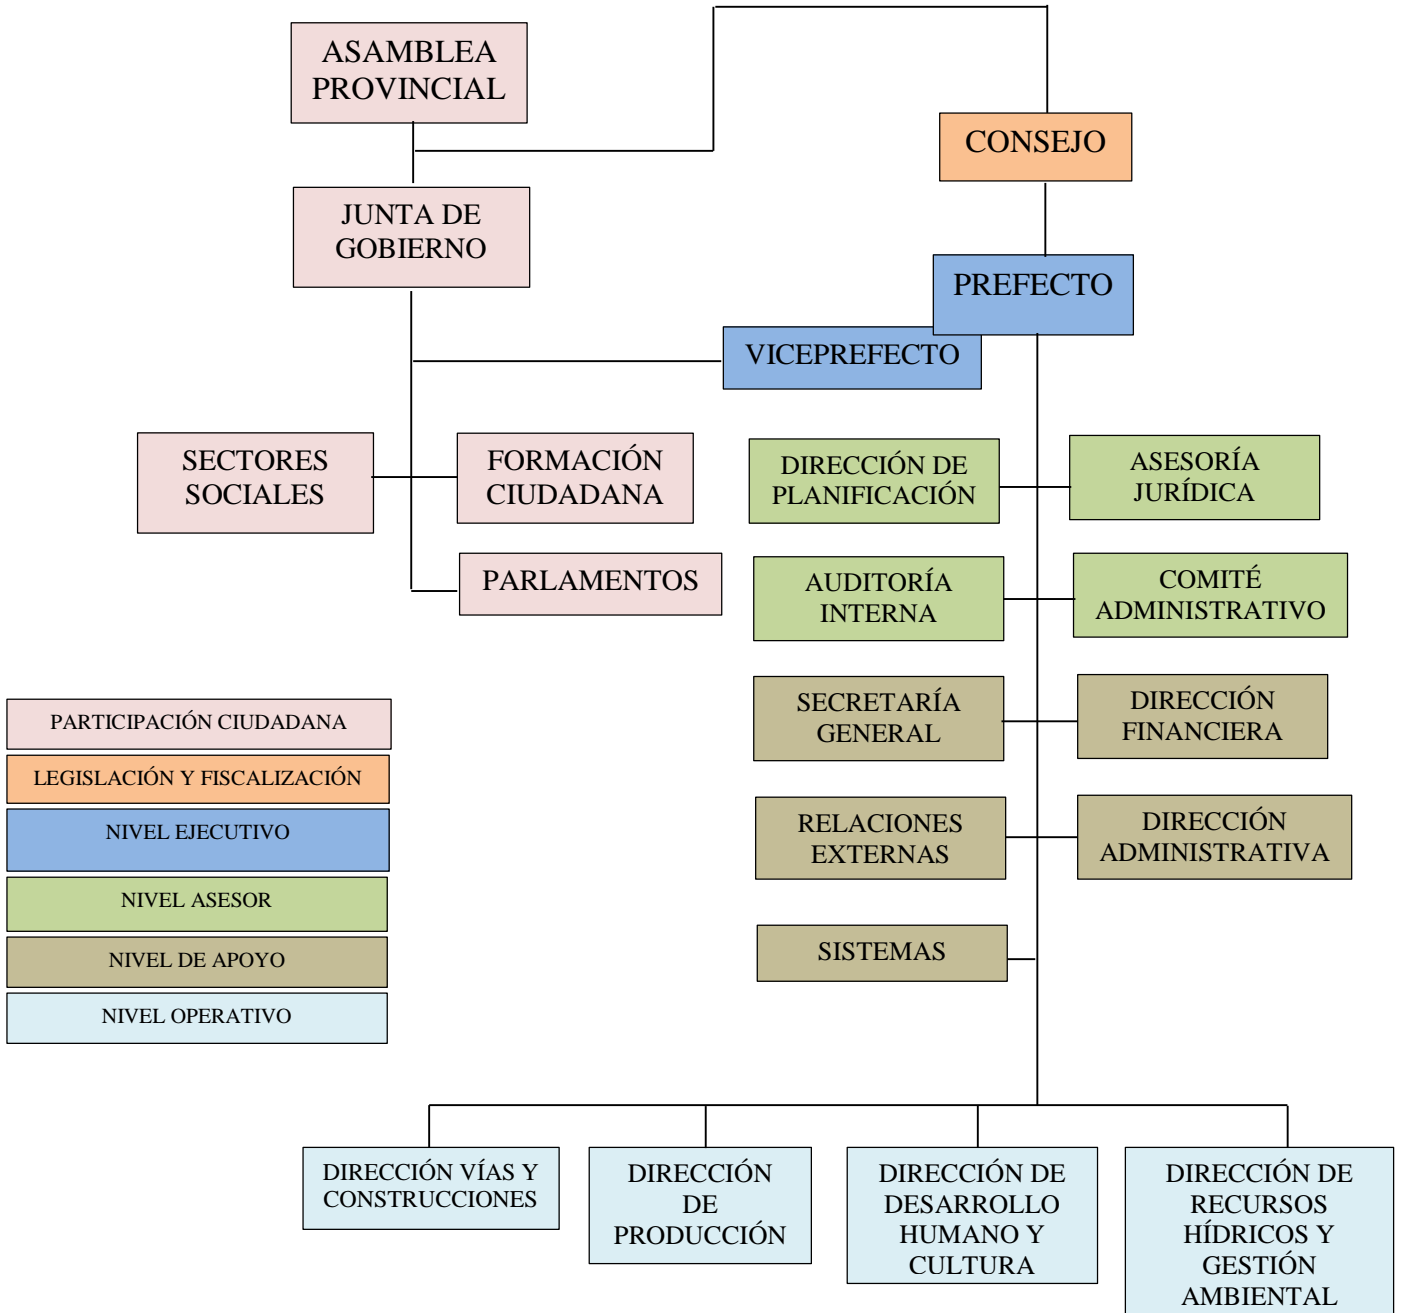 ASAMBLEA
PROVINCIAL
CONSEJO
JUNTA DE
GOBIERNO
PREFECTO
VICEPREFECTO
SECTORES
SOCIALES
FORMACIÓN
CIUDADANA
DIRECCIÓN DE
PLANIFICACIÓN
ASESORÍA
JURÍDICA
PARLAMENTOS
AUDITORÍA
INTERNA
COMITÉ
ADMINISTRATIVO
SECRETARÍA
GENERAL
DIRECCIÓN
FINANCIERA
RELACIONES
EXTERNAS
DIRECCIÓN
ADMINISTRATIVA
SISTEMAS
PARTICIPACIÓN CIUDADANA
LEGISLACIÓN Y FISCALIZACIÓN
NIVEL EJECUTIVO
NIVEL ASESOR
NIVEL DE APOYO
NIVEL OPERATIVO
DIRECCIÓN VÍAS Y
CONSTRUCCIONES
DIRECCIÓN
DE
PRODUCCIÓN
DIRECCIÓN DE
DESARROLLO
HUMANO Y
CULTURA
DIRECCIÓN DE
RECURSOS
HÍDRICOS Y
GESTIÓN
AMBIENTAL